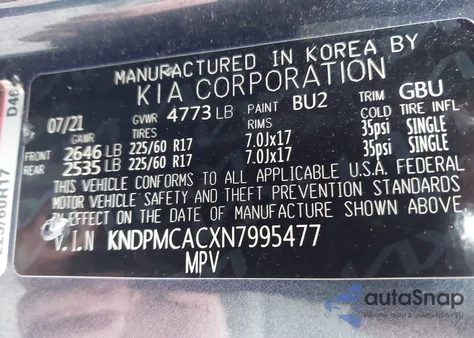 MANUFACTURED IN KOREA BY
KIA CORPORATION
07/21 GVWR 4773 LB PAINT BU2 TRIM GBU
GAWR TIRES RIMS COLD TIRE INFL.
FRONT 2646 LB 225/60 R17 7.0Jx17 35psi SINGLE
REAR 2535 LB 225/60 R17 7.0Jx17 35psi SINGLE
THIS VEHICLE CONFORMS TO ALL APPLICABLE U.S.A. FEDERAL
MOTOR VEHICLE SAFETY AND THEFT PREVENTION STANDARDS
IN EFFECT ON THE DATE OF MANUFACTURE SHOWN ABOVE.
V.I.N KNDPMCACXN7995477
MPV
autoSnap